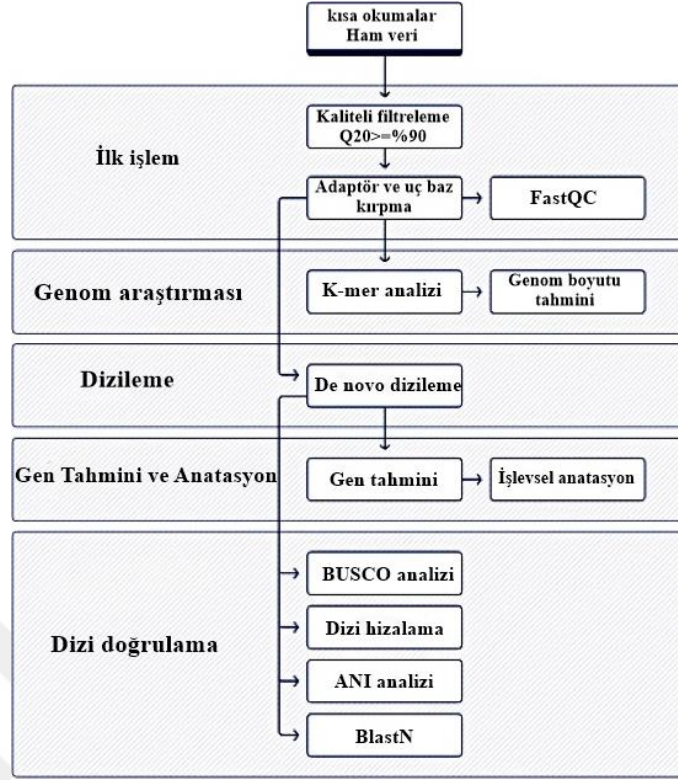 kısa okumalar
Ham veri
İlk işlem
Kaliteli filtreleme
Q20>=%90
Adaptör ve uç baz
kırpma
FastQC
Genom araştırması
K-mer analizi
Genom boyutu
tahmini
Dizileme
De novo dizileme
Gen Tahmini ve Anatasyon
Gen tahmini
İşlevsel anatasyon
Dizi doğrulama
BUSCO analizi
Dizi hizalama
ANI analizi
BlastN